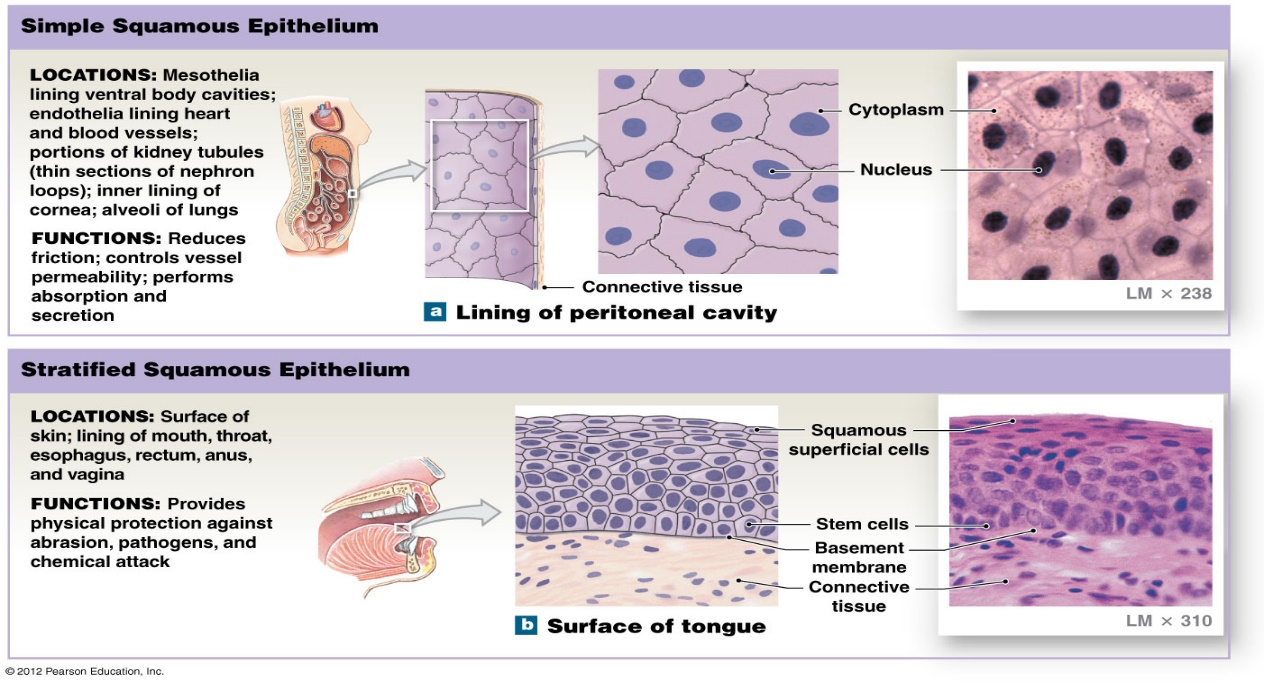 Simple Squamous Epithelium
LOCATIONS: Mesothelia
lining ventral body cavities;
endothelia lining heart
and blood vessels;
portions of kidney tubules
(thin sections of nephron
loops); inner lining of
cornea; alveoli of lungs
FUNCTIONS: Reduces
friction; controls vessel
permeability; performs
absorption and
secretion
Cytoplasm
Nucleus
Connective tissue
a Lining of peritoneal cavity
LM × 238
Stratified Squamous Epithelium
LOCATIONS: Surface of
skin; lining of mouth, throat,
esophagus, rectum, anus,
and vagina
FUNCTIONS: Provides
physical protection against
abrasion, pathogens, and
chemical attack
Squamous
superficial cells
Stem cells
Basement
membrane
Connective
tissue
b Surface of tongue
LM × 310
© 2012 Pearson Education, Inc.